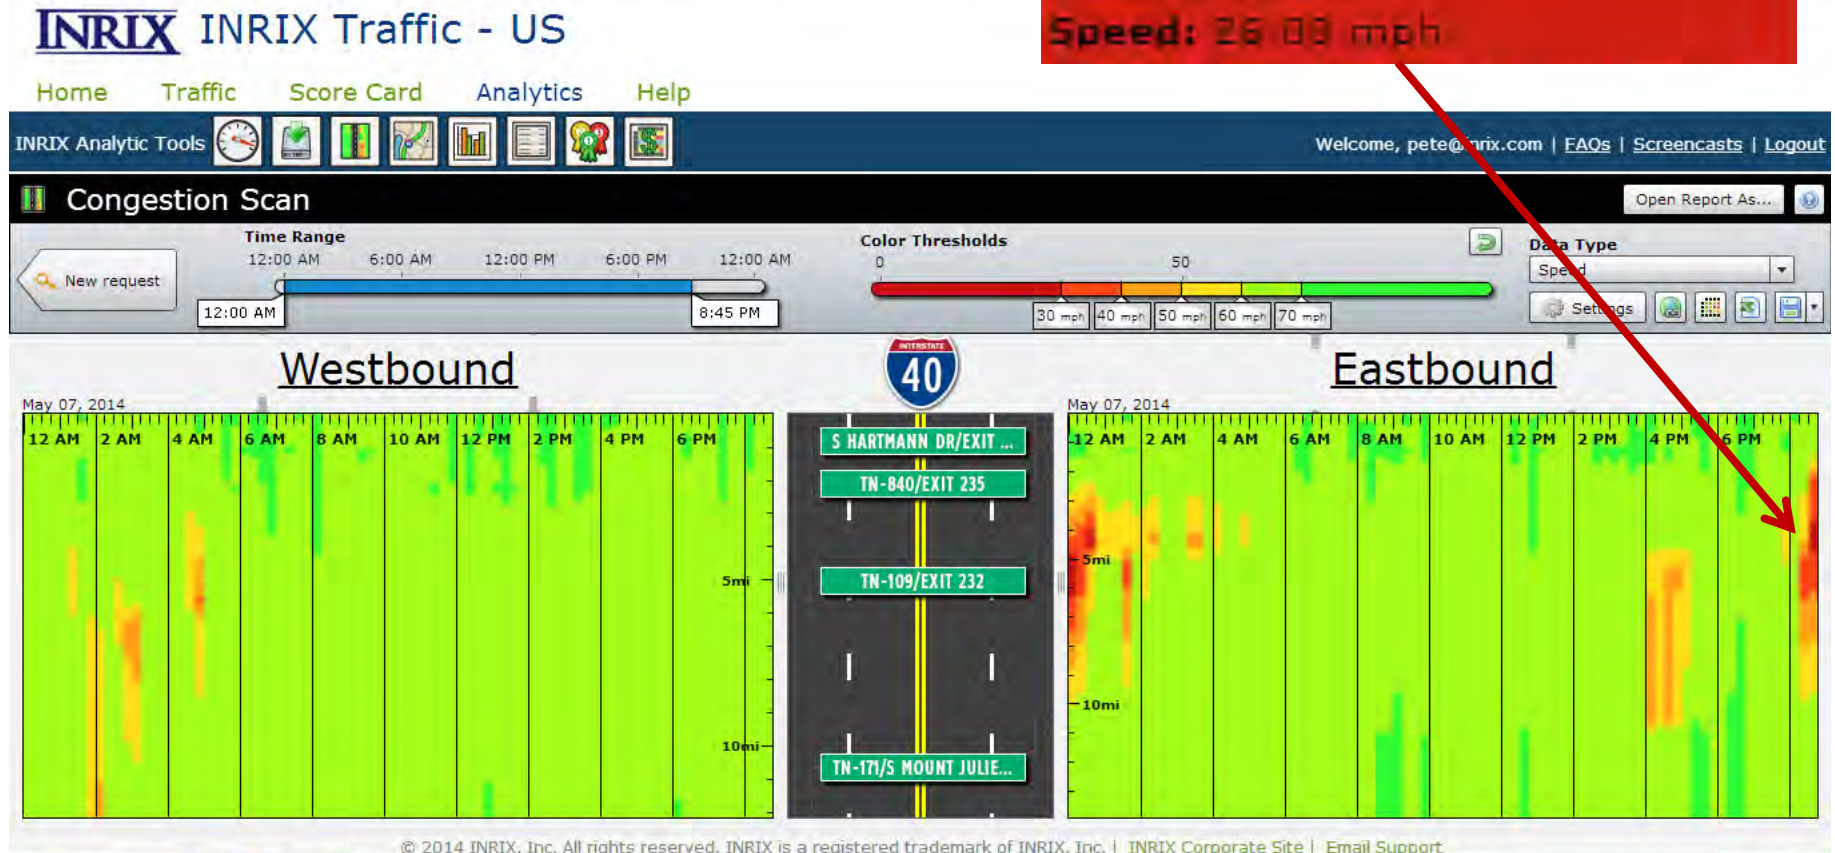 INRIX INRIX Traffic - US
Speed: 26.03 mph
Home Traffic Score Card Analytics Help
INRIX Analytic Tools
Welcome, pete@inrix.com | FAQs | Screencasts | Logout
Congestion Scan
Open Report As...
New request
Time Range
12:00 AM 6:00 AM 12:00 PM 6:00 PM 12:00 AM
12:00 AM 8:45 PM
Color Thresholds
0 50
30 mph 40 mph 50 mph 60 mph 70 mph
Data Type
Speed
Settings
Westbound
INTERSTATE
40
Eastbound
May 07, 2014
12 AM 2 AM 4 AM 6 AM 8 AM 10 AM 12 PM 2 PM 4 PM 6 PM
5mi
10mi
S HARTMANN DR/EXIT ...
TN-840/EXIT 235
TN-109/EXIT 232
TN-171/S MOUNT JULIE...
May 07, 2014
12 AM 2 AM 4 AM 6 AM 8 AM 10 AM 12 PM 2 PM 4 PM 6 PM
5mi
10mi
© 2014 INRIX, Inc. All rights reserved. INRIX is a registered trademark of INRIX, Inc. | INRIX Corporate Site | Email Support